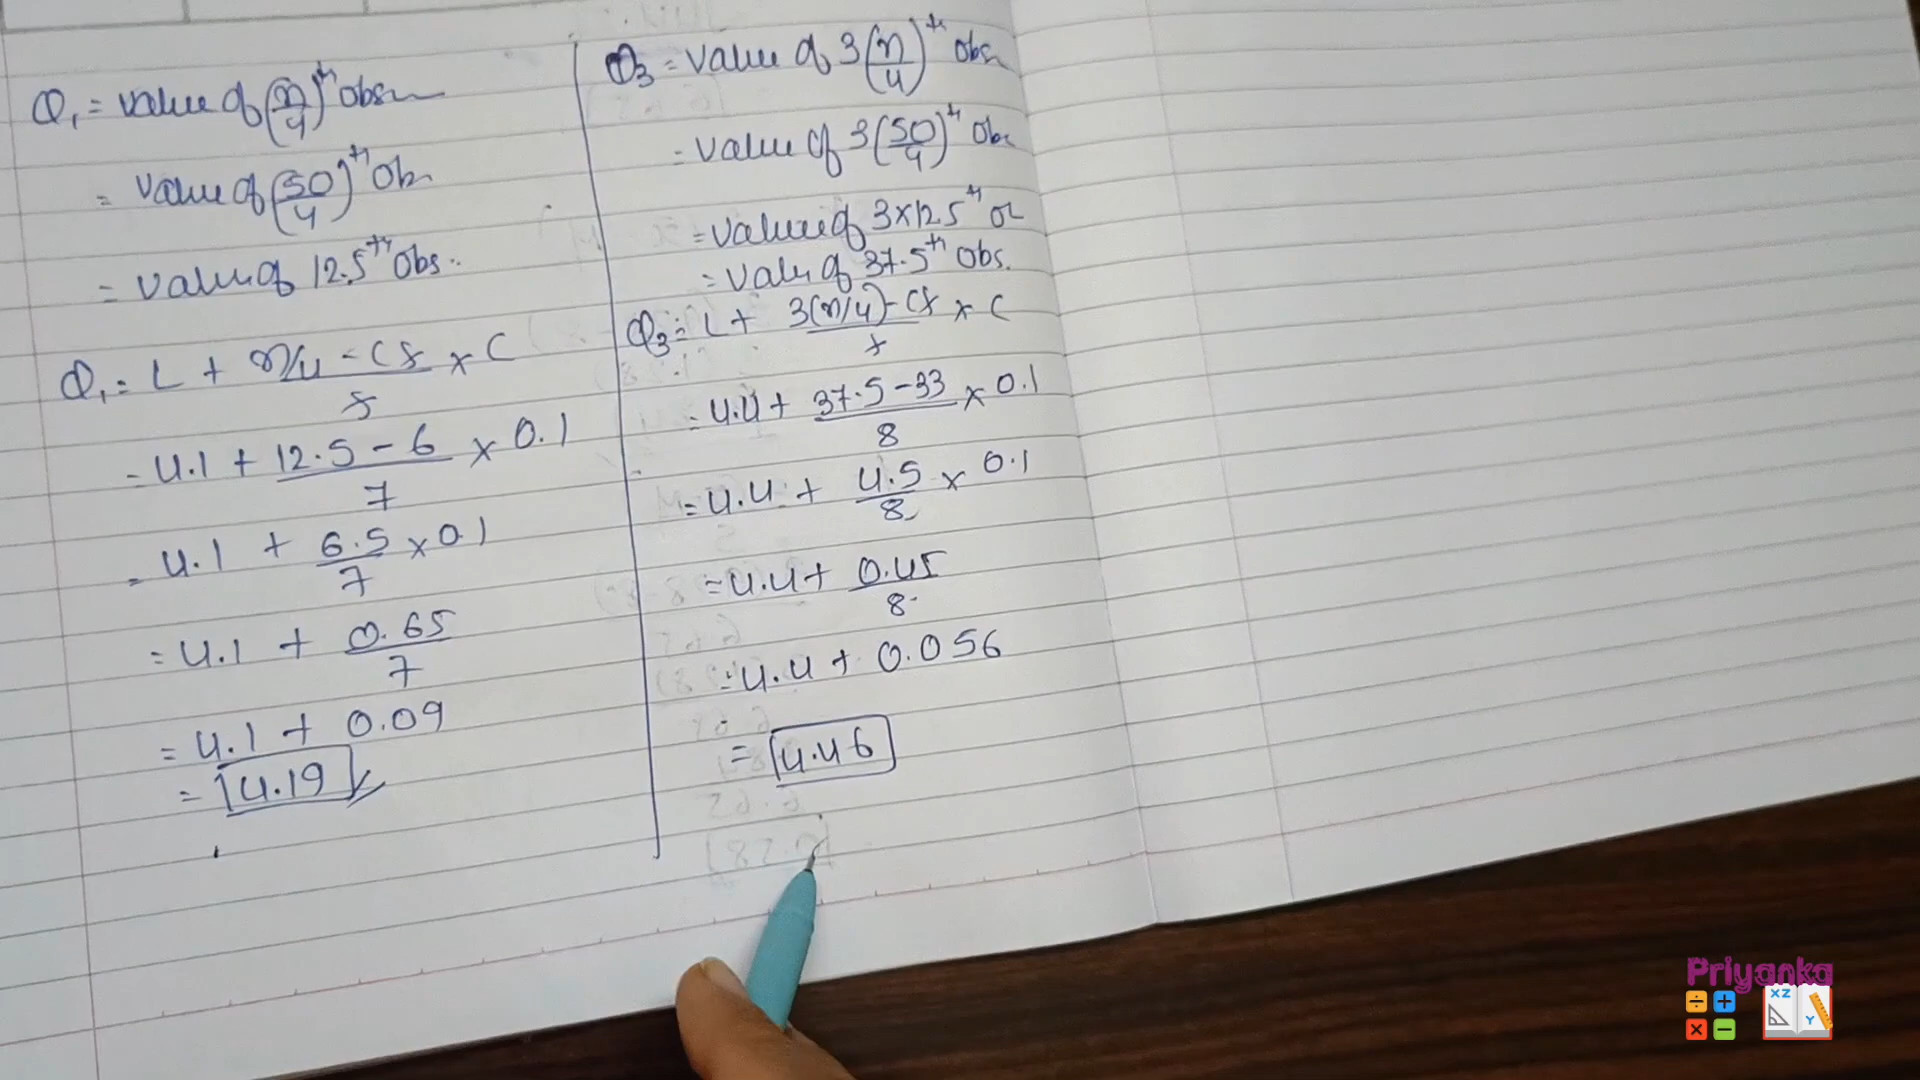 Q₁ = value of (n/4)ᵗʰ obsn
= value of (50/4)ᵗʰ Obs
= value of 12.5ᵗʰ Obs.
Q₁ = L + n/4 - Cf / f × C
= 4.1 + 12.5 - 6 / 7 × 0.1
= 4.1 + 6.5 / 7 × 0.1
= 4.1 + 0.65 / 7
= 4.1 + 0.09
= 4.19
Q₃ = value of 3(n/4)ᵗʰ obs
= value of 3(50/4)ᵗʰ Obs
= value of 3×12.5ᵗʰ
= value of 37.5ᵗʰ Obs.
Q₃ = L + 3(n/4) - Cf / f × C
= 4.4 + 37.5 - 33 / 8 × 0.1
= 4.4 + 4.5 / 8 × 0.1
= 4.4 + 0.45 / 8
= 4.4 + 0.056
= 4.46
Priyanka
XZ
Y